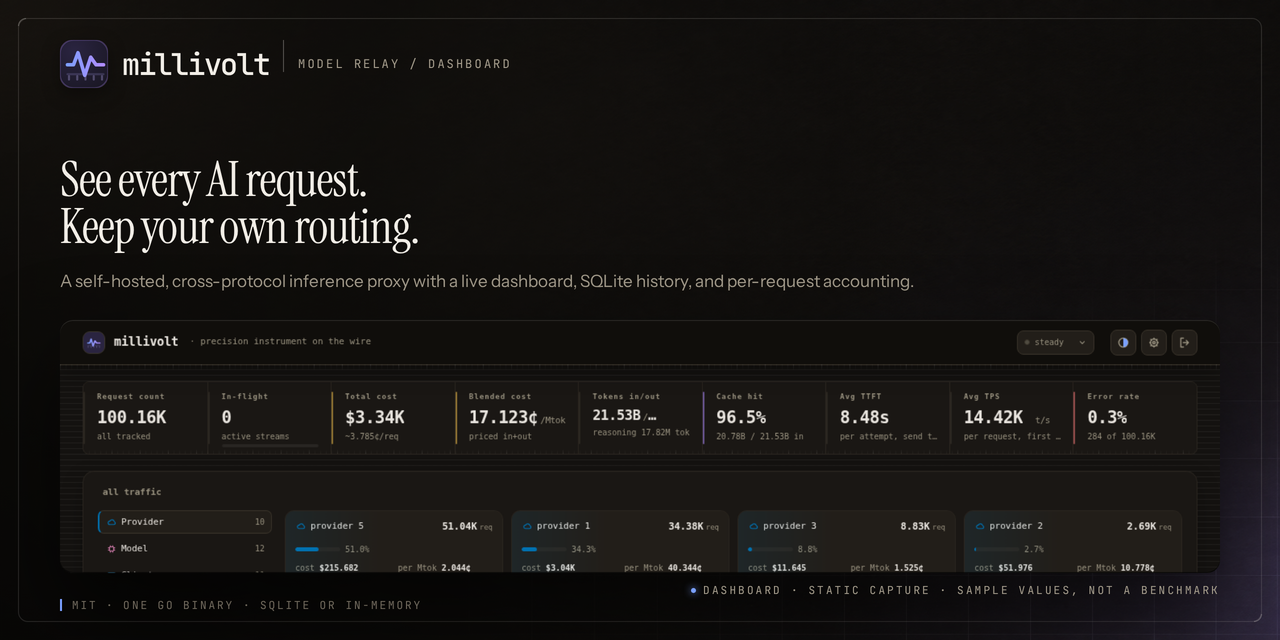 millivolt
MODEL RELAY / DASHBOARD
See every AI request.
Keep your own routing.
A self-hosted, cross-protocol inference proxy with a live dashboard, SQLite history, and per-request accounting.
millivolt · precision instrument on the wire
steady
Request count
100.16K
all tracked
In-flight
0
active streams
Total cost
$3.34K
~3.785¢/req
Blended cost
17.123¢/Mtok
priced in+out
Tokens in/out
21.53B/…
reasoning 17.82M tok
Cache hit
96.5%
20.78B / 21.53B in
Avg TTFT
8.48s
per attempt, send t…
Avg TPS
14.42K t/s
per request, first …
Error rate
0.3%
284 of 100.16K
all traffic
Provider 10
Model 12
provider 5 51.04K req
51.0%
cost $215.682 per Mtok 2.044¢
provider 1 34.38K req
34.3%
cost $3.04K per Mtok 40.344¢
provider 3 8.83K req
8.8%
cost $11.645 per Mtok 1.525¢
provider 2 2.69K req
2.7%
cost $51.976 per Mtok 10.778¢
DASHBOARD · STATIC CAPTURE · SAMPLE VALUES, NOT A BENCHMARK
MIT · ONE GO BINARY · SQLITE OR IN-MEMORY